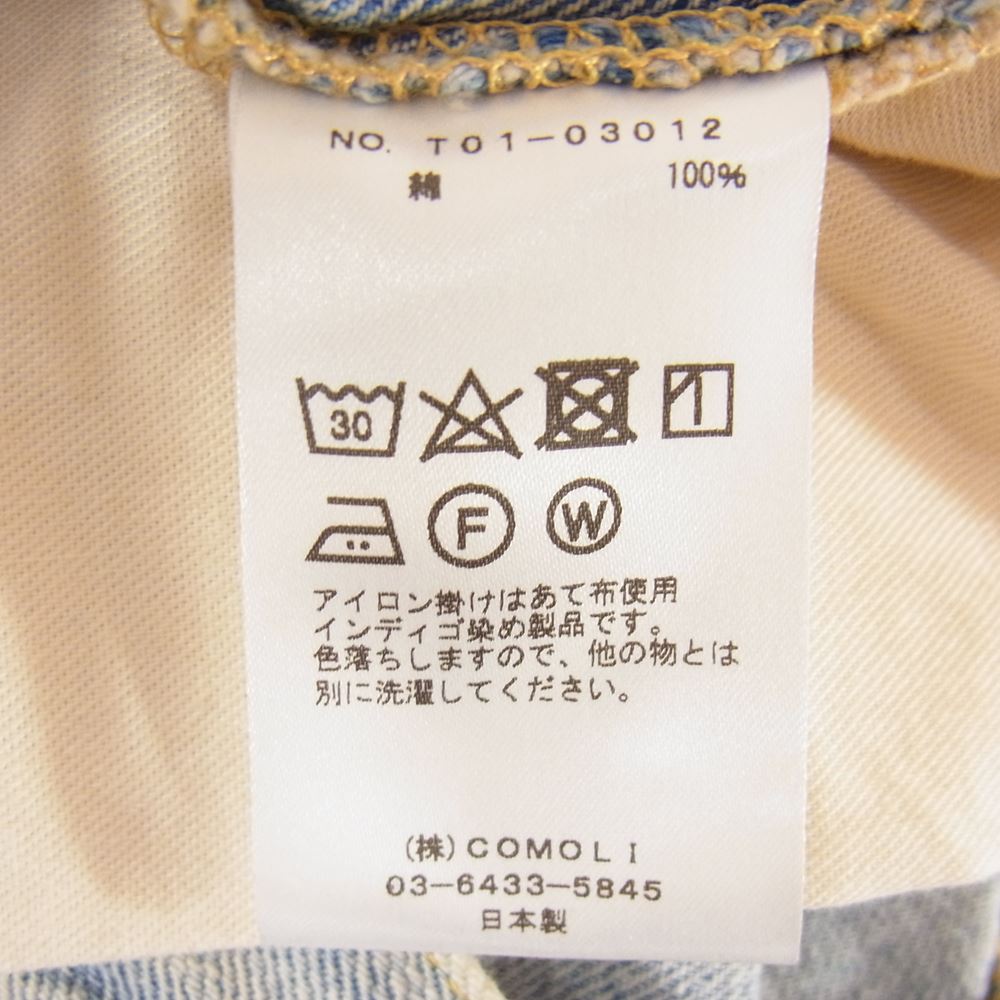 NO. T01-03012
綿 100%
30
F W
アイロン掛けはあて布使用
インディゴ染め製品です。
色落ちしますので、他の物とは
別に洗濯してください。
(株)COMOLI
03-6433-5845
日本製